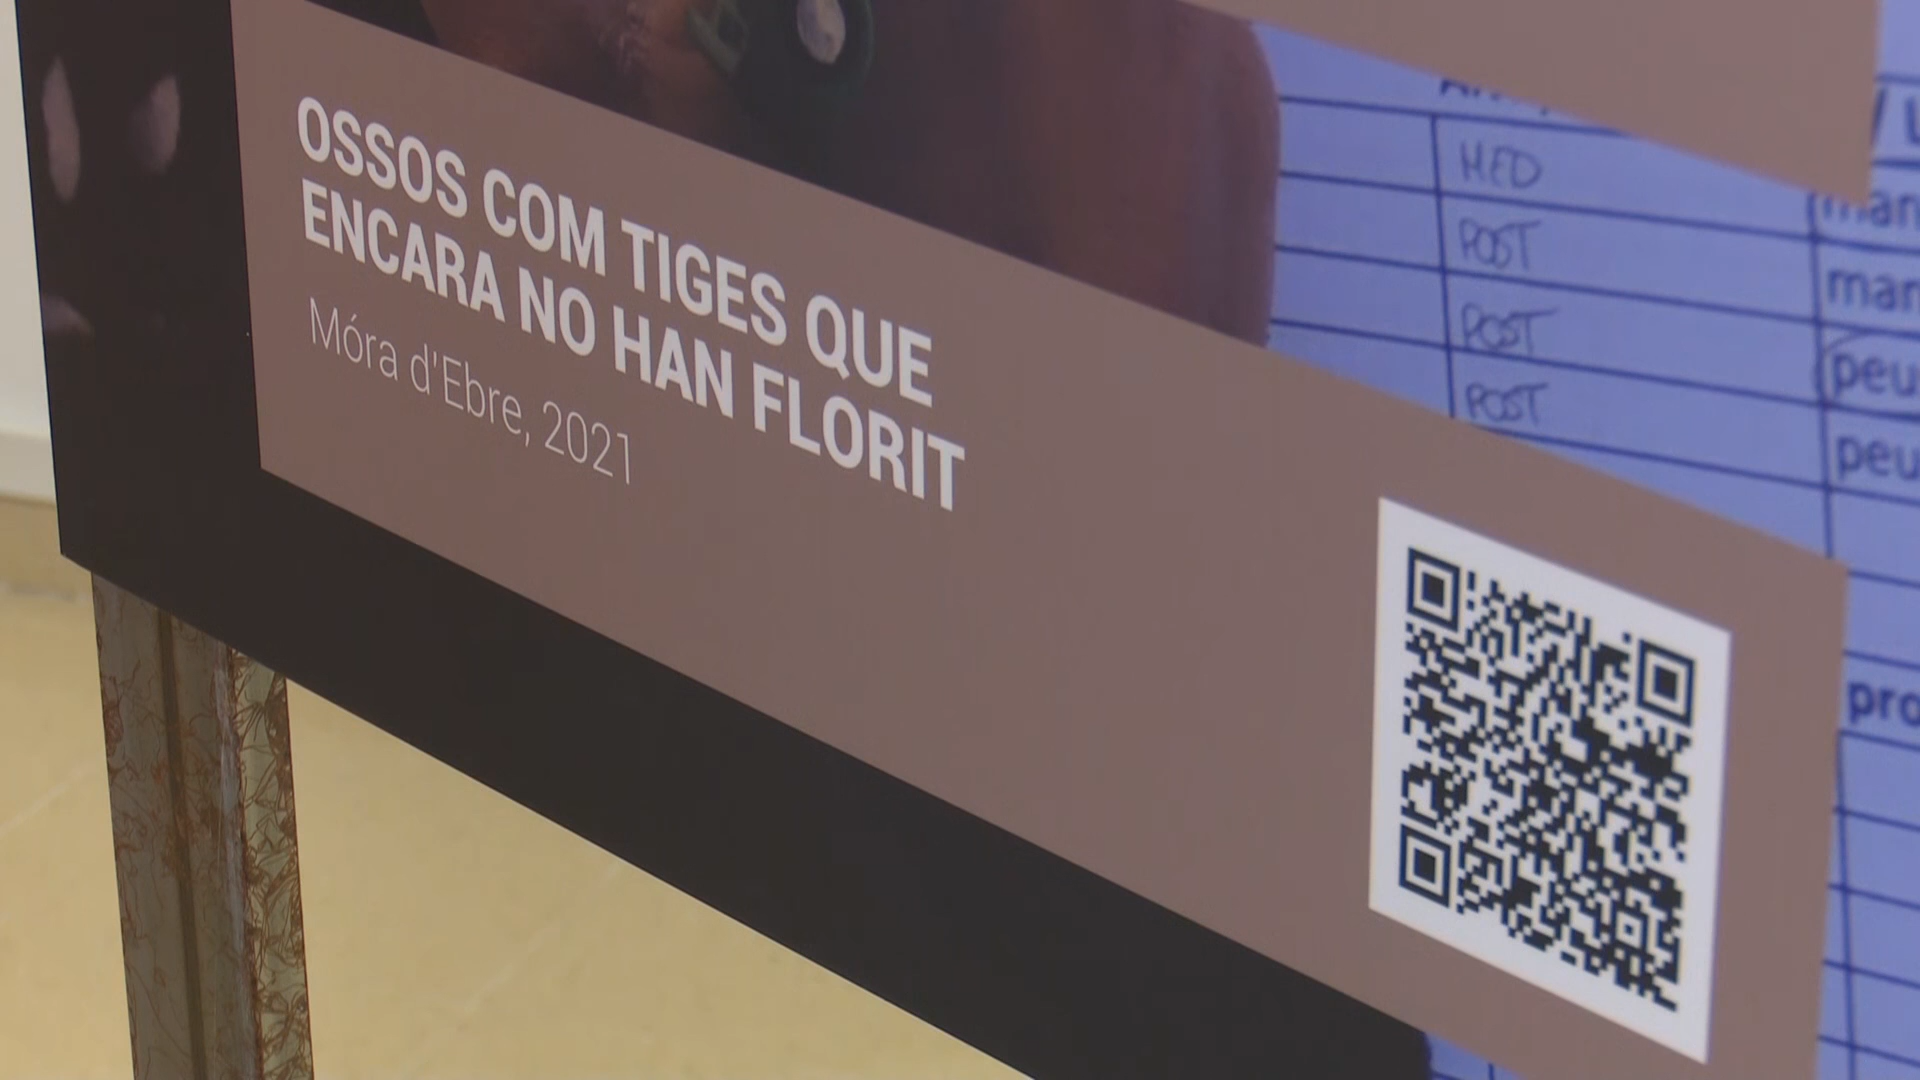 OSSOS COM TIGES QUE
ENCARA NO HAN FLORIT
Móra d'Ebre, 2021
MED
POST
POST
POST
man
peu
peu
pro